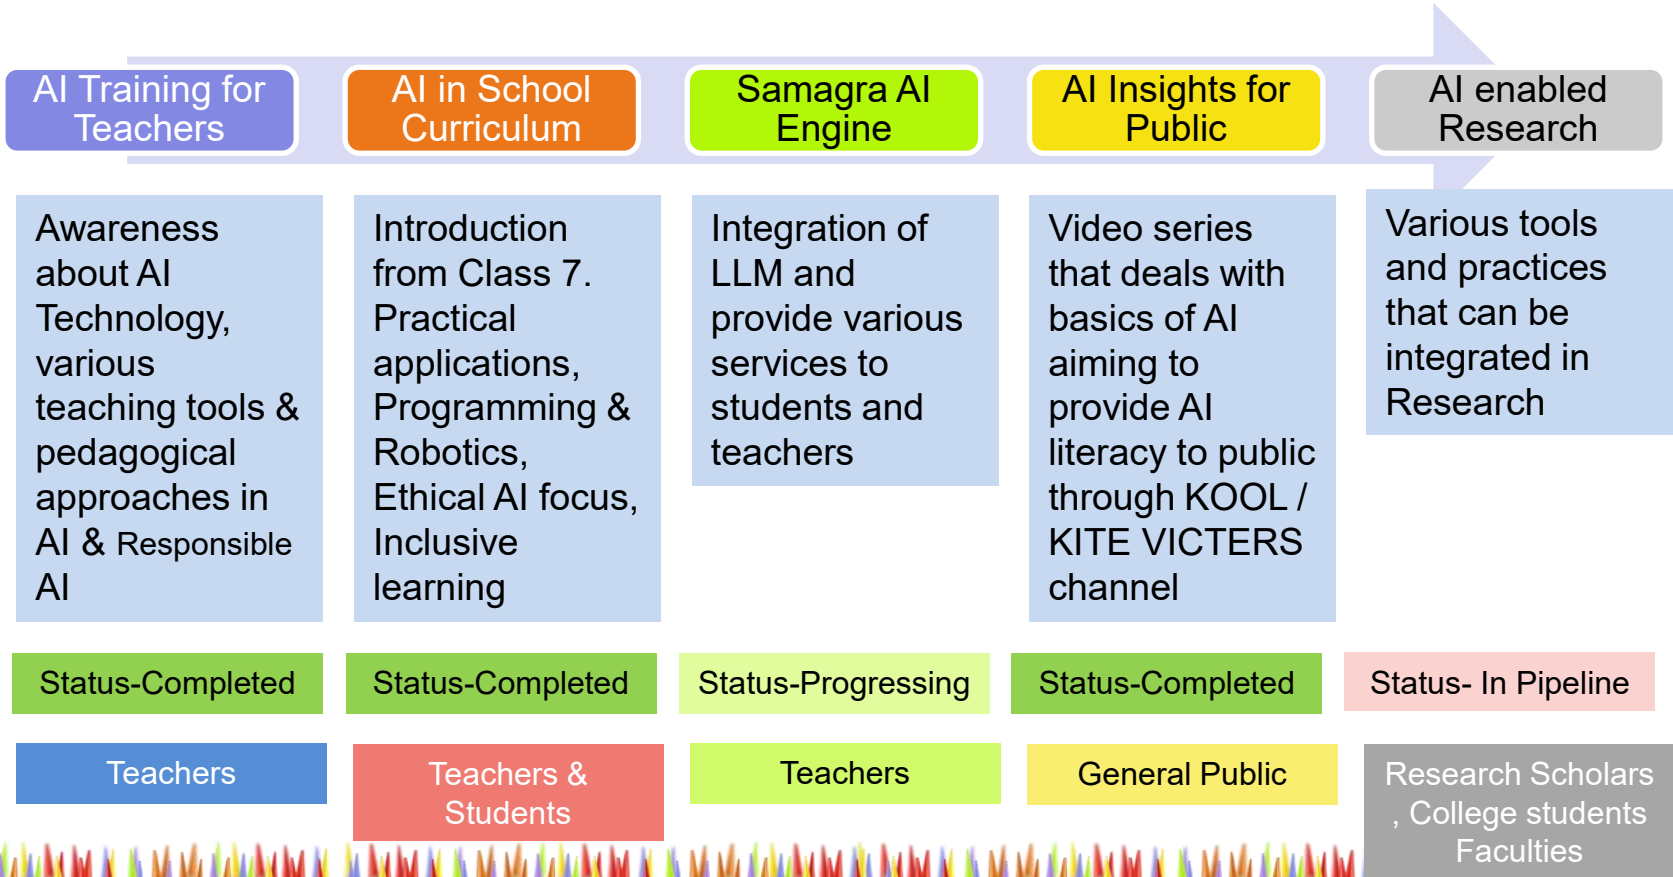 AI Training for
Teachers
AI in School
Curriculum
Samagra AI
Engine
AI Insights for
Public
AI enabled
Research
Awareness
about AI
Technology,
various
teaching tools &
pedagogical
approaches in
AI & Responsible
AI
Introduction
from Class 7.
Practical
applications,
Programming &
Robotics,
Ethical AI focus,
Inclusive
learning
Integration of
LLM and
provide various
services to
students and
teachers
Video series
that deals with
basics of AI
aiming to
provide AI
literacy to public
through KOOL /
KITE VICTERS
channel
Various tools
and practices
that can be
integrated in
Research
Status-Completed
Status-Completed
Status-Progressing
Status-Completed
Status- In Pipeline
Teachers
Teachers &
Students
Teachers
General Public
Research Scholars
, College students
Faculties